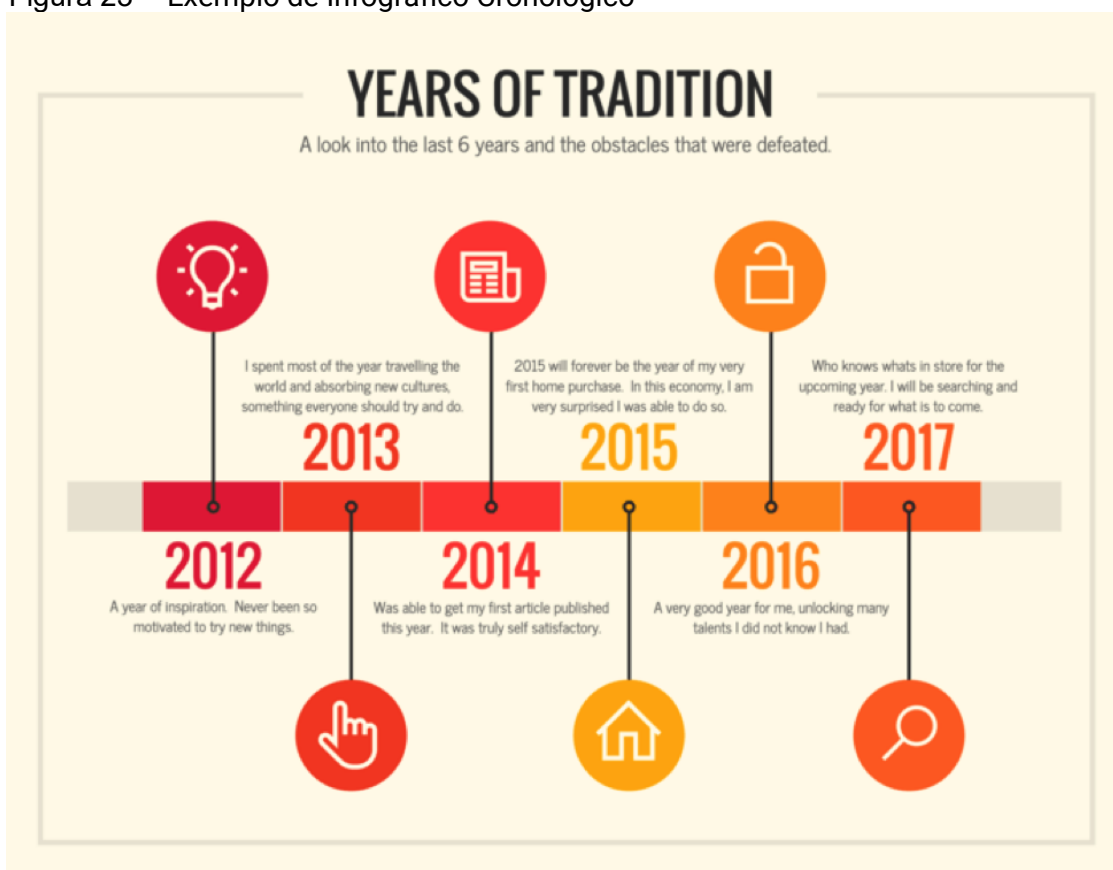 Figura 23 – Exemplo de Infográfico Cronológico
YEARS OF TRADITION
A look into the last 6 years and the obstacles that were defeated.
I spent most of the year travelling the
world and absorbing new cultures,
something everyone should try and do.
2013
2015 will forever be the year of my very
first home purchase. In this economy, I am
very surprised I was able to do so.
2015
Who knows whats in store for the
upcoming year. I will be searching and
ready for what is to come.
2017
2012
A year of inspiration. Never been so
motivated to try new things.
2014
Was able to get my first article published
this year. It was truly self satisfactory.
2016
A very good year for me, unlocking many
talents I did not know I had.